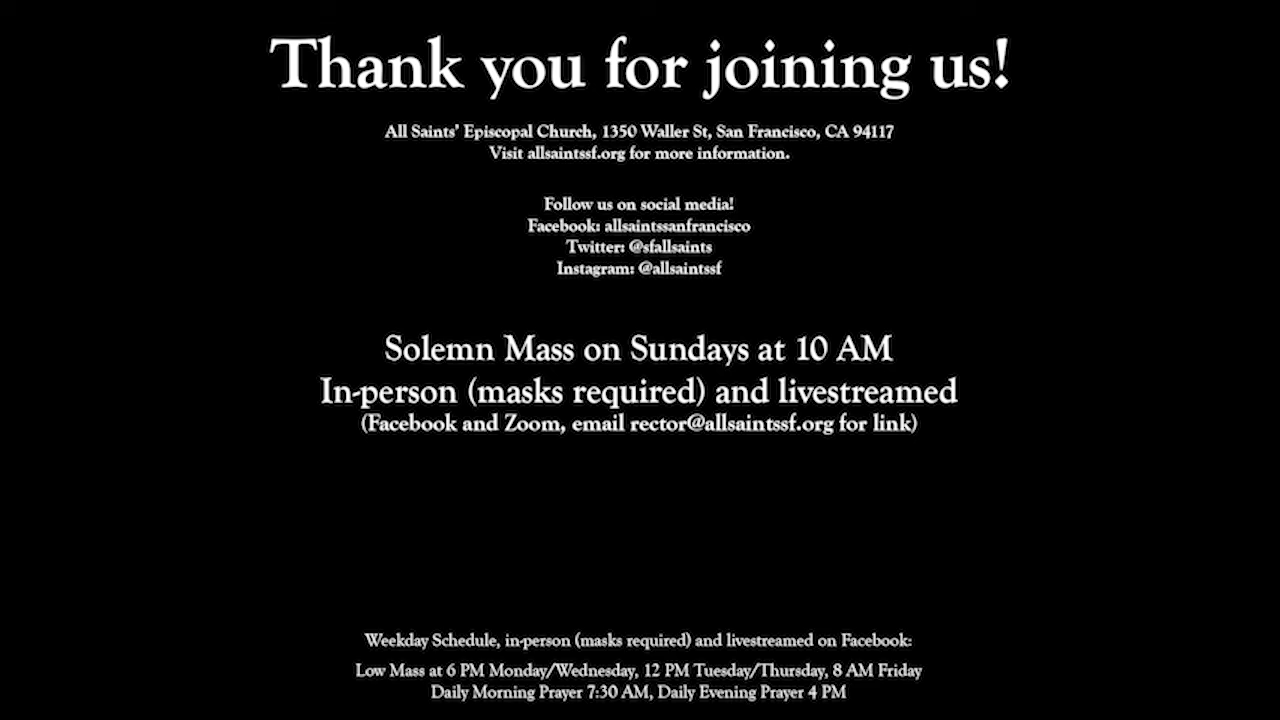 Thank you for joining us!
All Saints' Episcopal Church, 1350 Waller St, San Francisco, CA 94117
Visit allsaintssf.org for more information.
Follow us on social media!
Facebook: allsaintssanfrancisco
Twitter: @sfallsaints
Instagram: @allsaintssf
Solemn Mass on Sundays at 10 AM
In-person (masks required) and livestreamed
(Facebook and Zoom, email rector@allsaintssf.org for link)
Weekday Schedule, in-person (masks required) and livestreamed on Facebook:
Low Mass at 6 PM Monday/Wednesday, 12 PM Tuesday/Thursday, 8 AM Friday
Daily Morning Prayer 7:30 AM, Daily Evening Prayer 4 PM